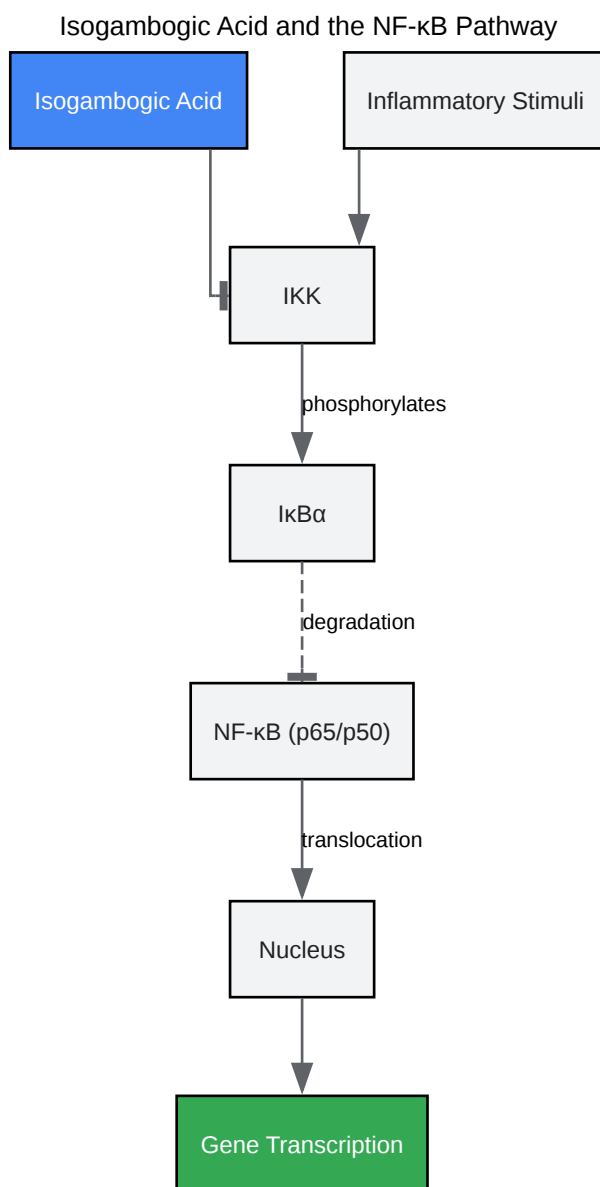 Isogambogic Acid and the NF-κB Pathway
Isogambogic Acid
Inflammatory Stimuli
IKK
phosphorylates
IκBα
degradation
NF-κB (p65/p50)
translocation
Nucleus
Gene Transcription